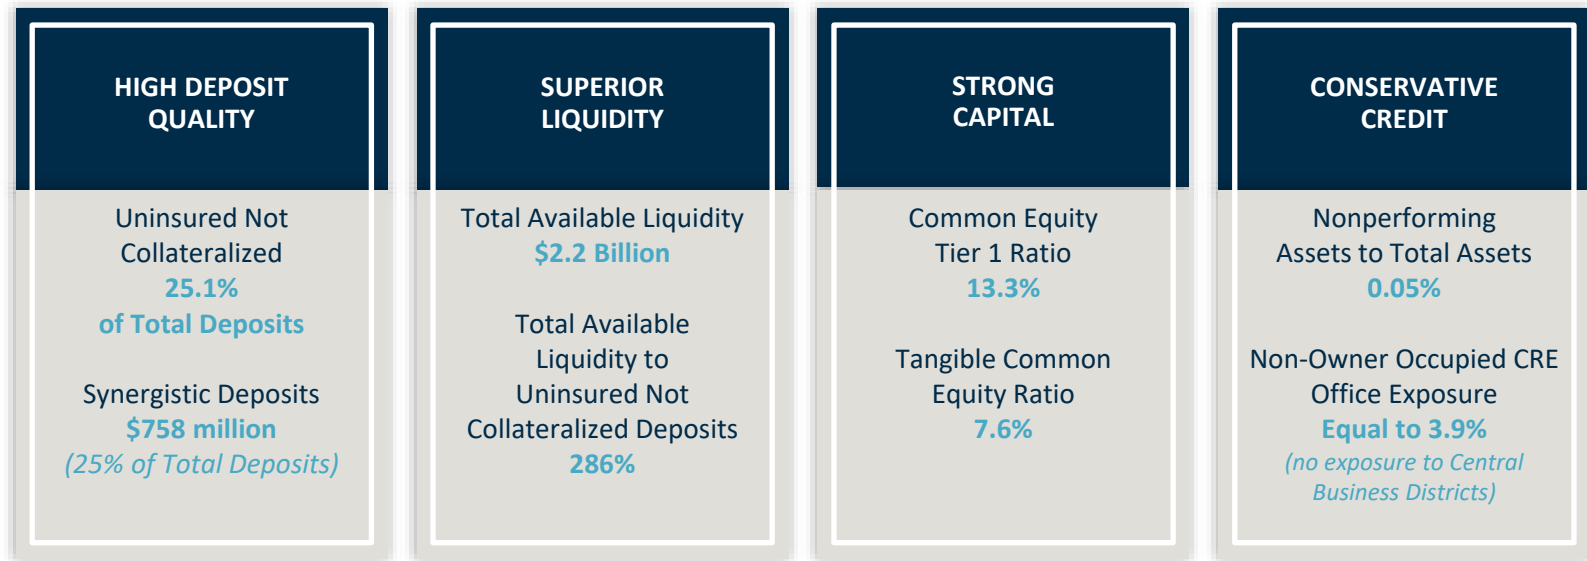 HIGH DEPOSIT
QUALITY
Uninsured Not
Collateralized
25.1%
of Total Deposits
Synergistic Deposits
$758 million
(25% of Total Deposits)
SUPERIOR
LIQUIDITY
Total Available Liquidity
$2.2 Billion
Total Available
Liquidity to
Uninsured Not
Collateralized Deposits
286%
STRONG
CAPITAL
Common Equity
Tier 1 Ratio
13.3%
Tangible Common
Equity Ratio
7.6%
CONSERVATIVE
CREDIT
Nonperforming
Assets to Total Assets
0.05%
Non-Owner Occupied CRE
Office Exposure
Equal to 3.9%
(no exposure to Central
Business Districts)